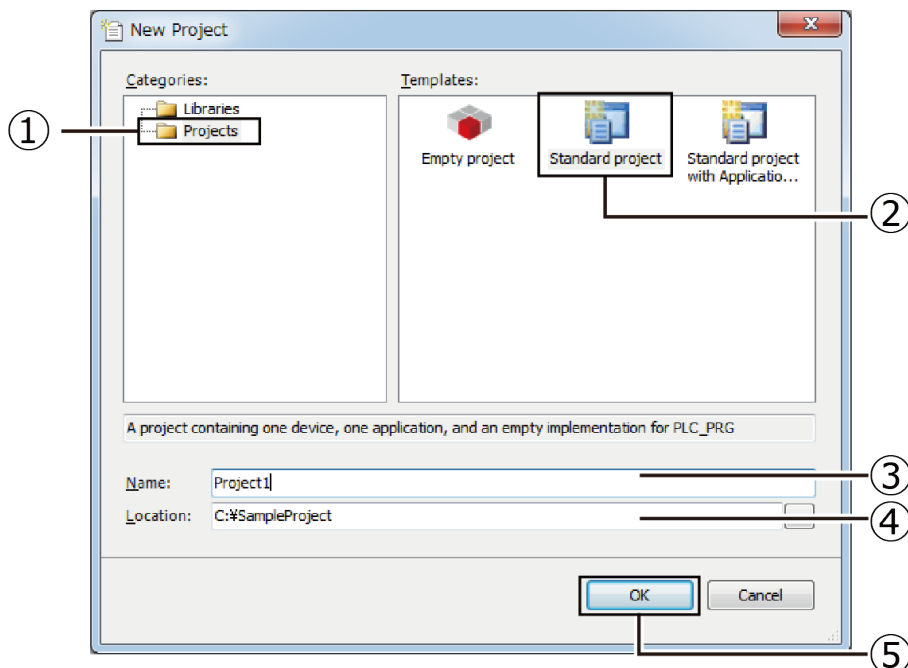 New Project
Categories:
Templates:
Libraries
Projects
①
Empty project
Standard project
Standard project
with Applicatio...
②
A project containing one device, one application, and an empty implementation for PLC_PRG
Name:
Project1
③
Location:
C:¥SampleProject
...
④
OK
Cancel
⑤